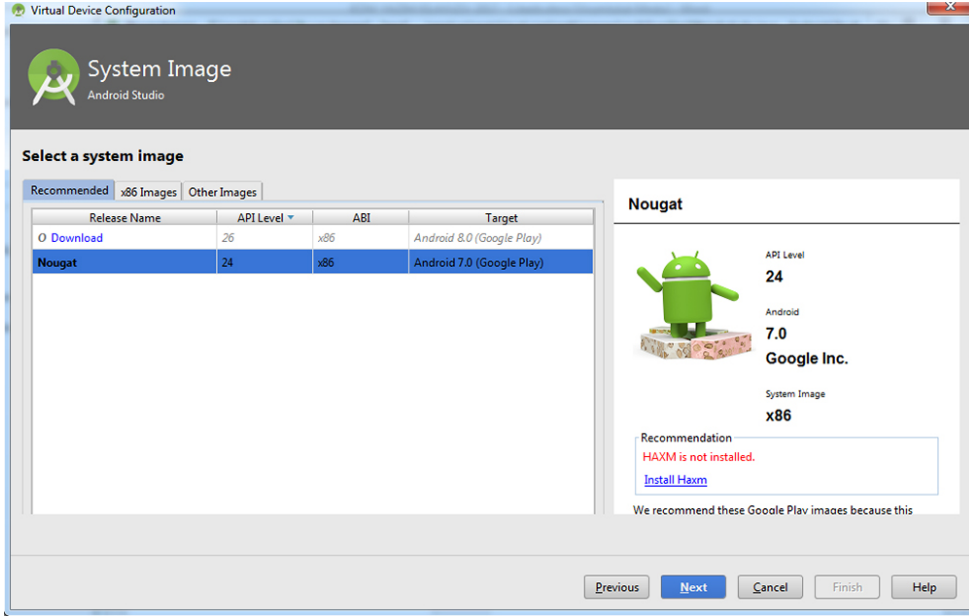 Virtual Device Configuration
System Image
Android Studio
Select a system image
Recommended x86 Images Other Images
Release Name API Level ABI Target
O Download 26 x86 Android 8.0 (Google Play)
Nougat 24 x86 Android 7.0 (Google Play)
Nougat
API Level
24
Android
7.0
Google Inc.
System Image
x86
Recommendation
HAXM is not installed.
Install Haxm
We recommend these Google Play images because this
Previous Next Cancel Finish Help